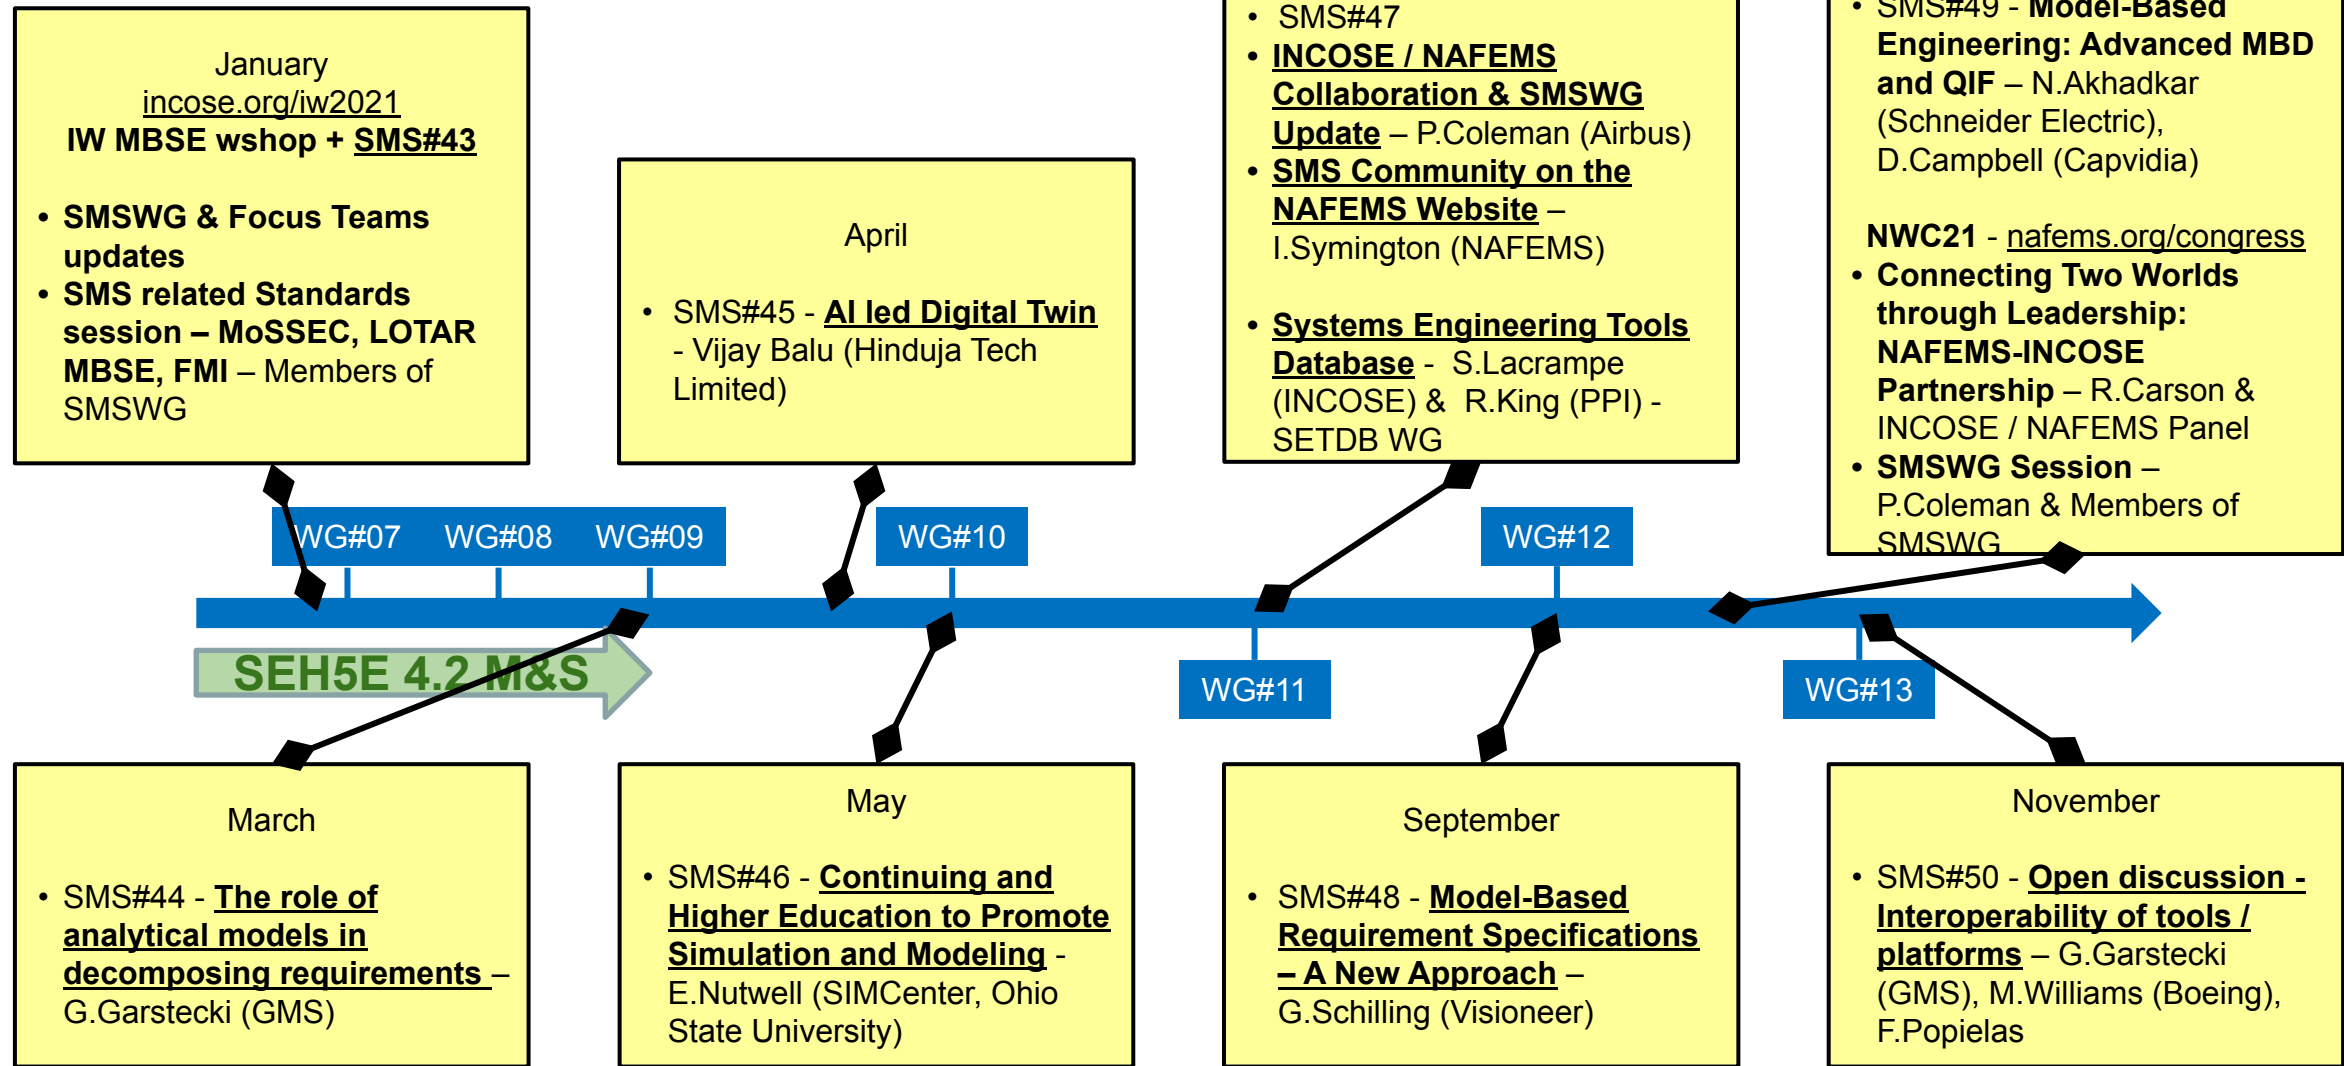 January
incose.org/iw2021
IW MBSE wshop + SMS#43
• SMSWG & Focus Teams
updates
• SMS related Standards
session – MoSSEC, LOTAR
MBSE, FMI – Members of
SMSWG
April
• SMS#45 - AI led Digital Twin
- Vijay Balu (Hinduja Tech
Limited)
• SMS#47
• INCOSE / NAFEMS
Collaboration & SMSWG
Update – P.Coleman (Airbus)
• SMS Community on the
NAFEMS Website –
I.Symington (NAFEMS)
• Systems Engineering Tools
Database - S.Lacrampe
(INCOSE) & R.King (PPI) -
SETDB WG
• SMS#49 - Model-Based
Engineering: Advanced MBD
and QIF – N.Akhadkar
(Schneider Electric),
D.Campbell (Capvidia)
NWC21 - nafems.org/congress
• Connecting Two Worlds
through Leadership:
NAFEMS-INCOSE
Partnership – R.Carson &
INCOSE / NAFEMS Panel
• SMSWG Session –
P.Coleman & Members of
SMSWG
WG#07 WG#08 WG#09 WG#10 WG#12
SEH5E 4.2 M&S
WG#11 WG#13
March
• SMS#44 - The role of
analytical models in
decomposing requirements –
G.Garstecki (GMS)
May
• SMS#46 - Continuing and
Higher Education to Promote
Simulation and Modeling -
E.Nutwell (SIMCenter, Ohio
State University)
September
• SMS#48 - Model-Based
Requirement Specifications
– A New Approach –
G.Schilling (Visioneer)
November
• SMS#50 - Open discussion -
Interoperability of tools /
platforms – G.Garstecki
(GMS), M.Williams (Boeing),
F.Popielas